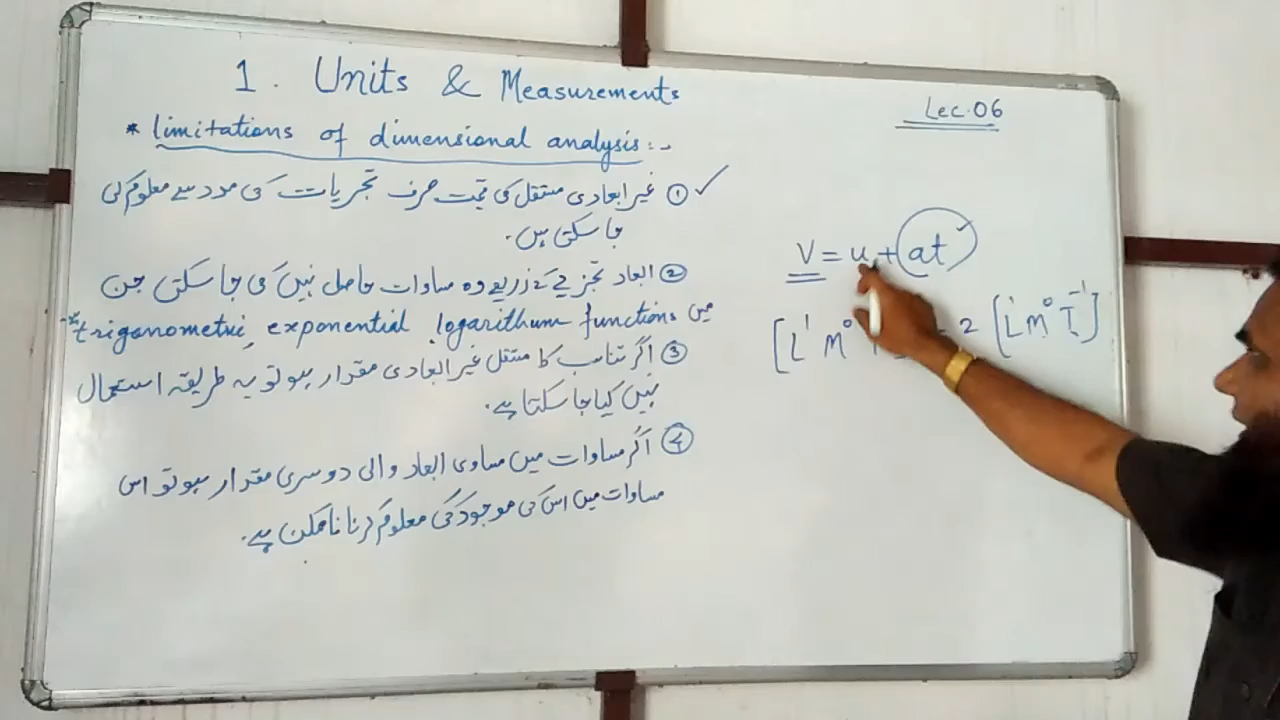 1. Units & Measurements
Lec. 06
* limitations of dimensional analysis :-
① غیر ابعادی مستقل کی قیمت صرف تجربات کی مدد سے معلوم کی ✓
جا سکتی ہیں۔
② ابعاد تجزیے کے ذریعے وہ مساوات حاصل نہیں کی جا سکتی جن
میں trigonometric, exponential logarithum functions ہیں۔
③ اگر تناسب کا مستقل غیر ابعادی مقدار ہو تو یہ طریقہ استعمال
نہیں کیا جا سکتا ہے۔
④ اگر مساوات میں مساوی ابعاد والی دوسری مقدار ہو تو اس
مساوات میں اس کی موجودگی معلوم کرنا ناممکن ہے۔
V = u + at ✓
[L¹ M⁰ = 2 [L¹ M⁰ T⁻¹]